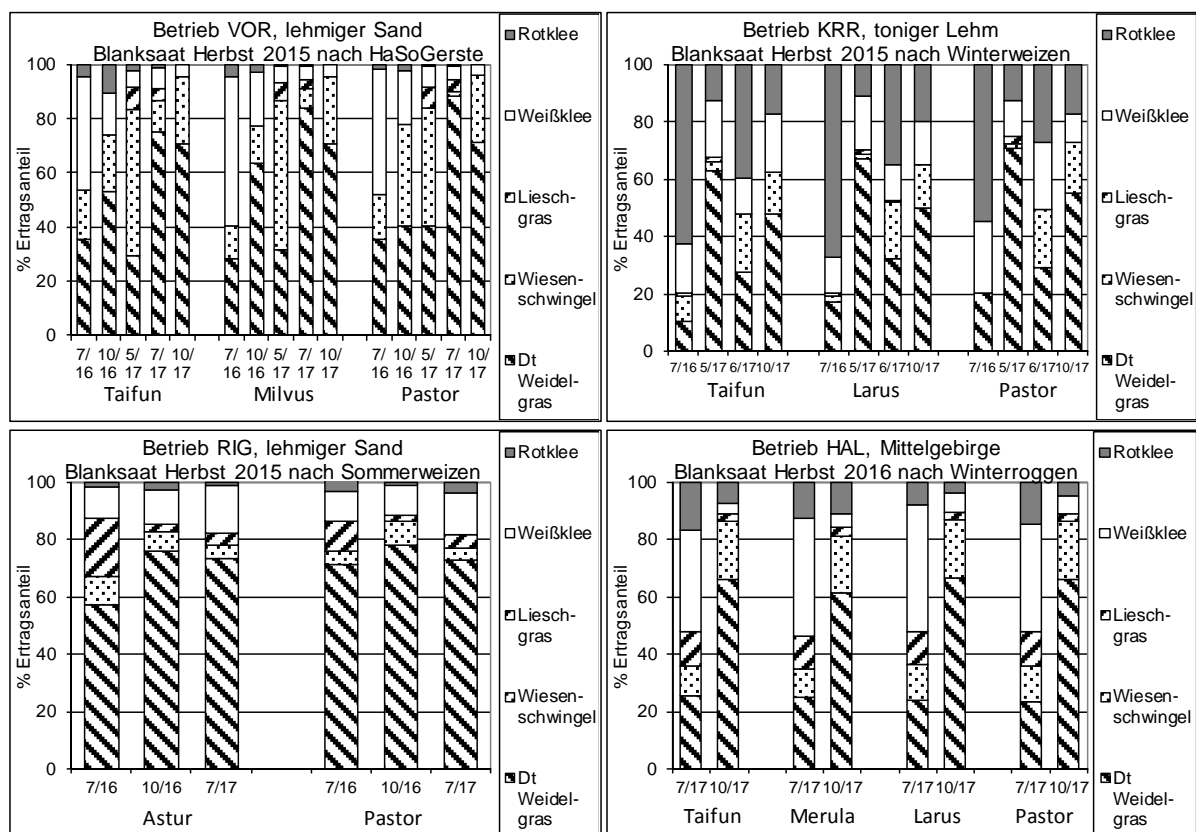 Betrieb VOR, lehmiger Sand
Blanksaat Herbst 2015 nach HaSoGerste
% Ertragsanteil
100
80
60
40
20
0
7/16 10/16 5/17 7/17 10/17 7/16 10/16 5/17 7/17 10/17 7/16 10/16 5/17 7/17 10/17
Taifun Milvus Pastor
Rotklee
Weißklee
Liesch-
gras
Wiesen-
schwingel
Dt
Weidel-
gras
Betrieb KRR, toniger Lehm
Blanksaat Herbst 2015 nach Winterweizen
% Ertragsanteil
100
80
60
40
20
0
7/16 5/17 6/17 10/17 7/16 5/17 6/17 10/17 7/16 5/17 6/17 10/17
Taifun Larus Pastor
Rotklee
Weißklee
Liesch-
gras
Wiesen-
schwingel
Dt
Weidel-
gras
Betrieb RIG, lehmiger Sand
Blanksaat Herbst 2015 nach Sommerweizen
% Ertragsanteil
100
80
60
40
20
0
7/16 10/16 7/17 7/16 10/16 7/17
Astur Pastor
Rotklee
Weißklee
Liesch-
gras
Wiesen-
schwingel
Dt
Weidel-
gras
Betrieb HAL, Mittelgebirge
Blanksaat Herbst 2016 nach Winterroggen
% Ertragsanteil
100
80
60
40
20
0
7/17 10/17 7/17 10/17 7/17 10/17 7/17 10/17
Taifun Merula Larus Pastor
Rotklee
Weißklee
Liesch-
gras
Wiesen-
schwingel
Dt
Weidel-
gras